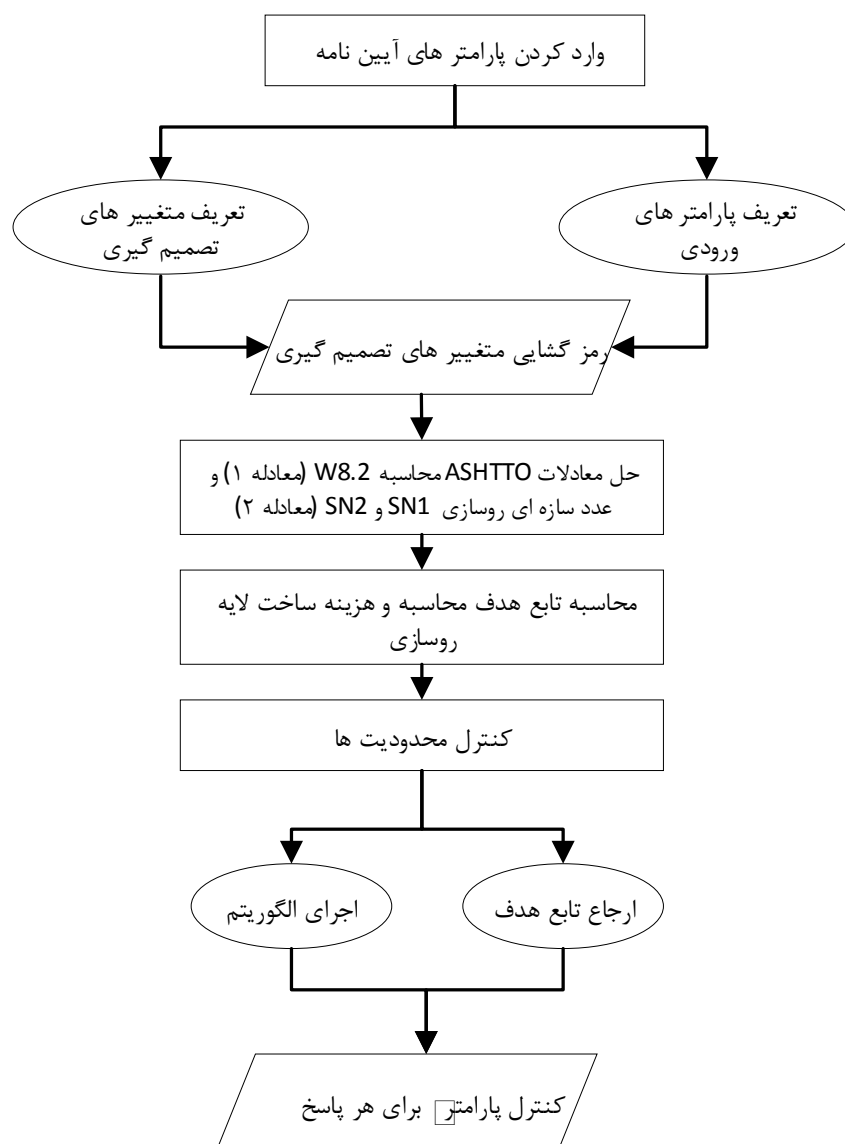 وارد کردن پارامتر های آیین نامه
تعریف پارامتر های
ورودی
تعریف متغییر های
تصمیم گیری
رمز گشایی متغییر های تصمیم گیری
حل معادلات ASHTTO محاسبه W8.2 (معادله ۱) و
عدد سازه ای روسازی SN1 و SN2 (معادله ۲)
محاسبه تابع هدف محاسبه و هزینه ساخت لایه
روسازی
کنترل محدودیت ها
ارجاع تابع هدف
اجرای الگوریتم
کنترل پارامتر برای هر پاسخ